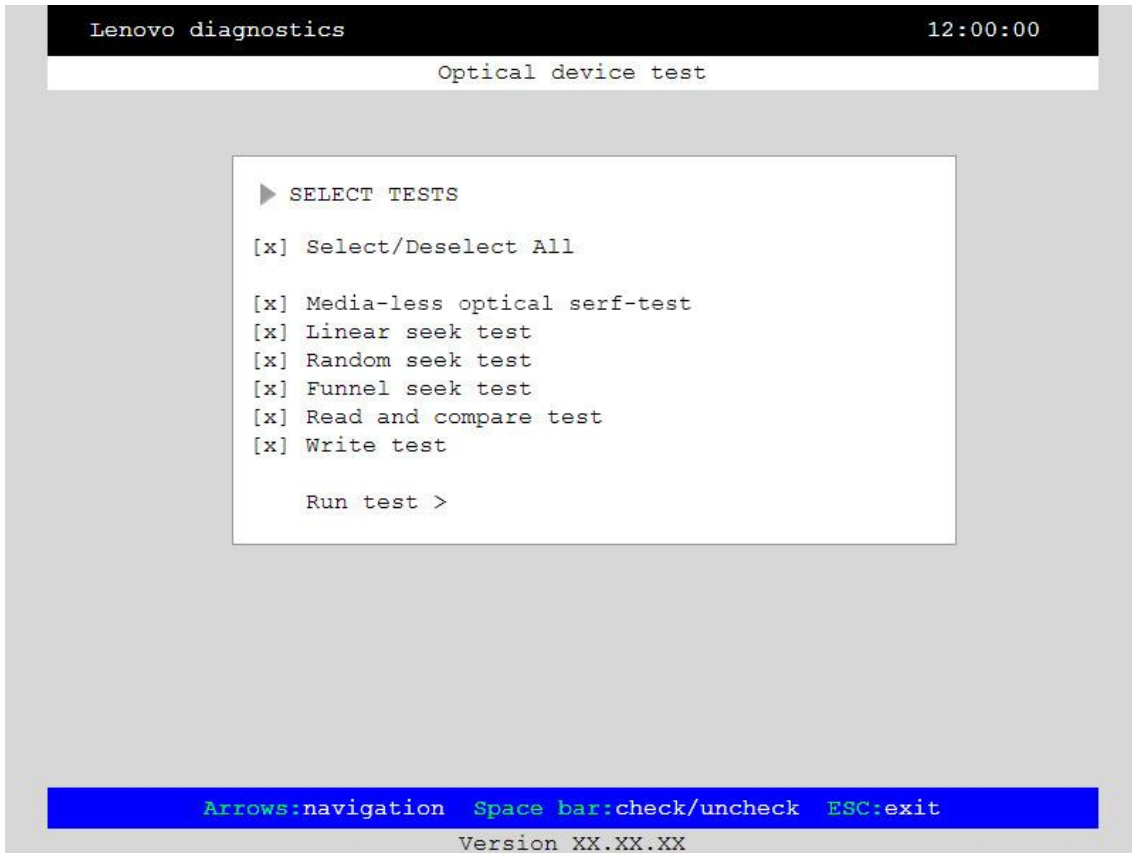 Lenovo diagnostics 12:00:00
Optical device test
SELECT TESTS
[x] Select/Deselect All
[x] Media-less optical serf-test
[x] Linear seek test
[x] Random seek test
[x] Funnel seek test
[x] Read and compare test
[x] Write test
Run test >
Arrows:navigation Space bar:check/uncheck ESC:exit
Version XX.XX.XX